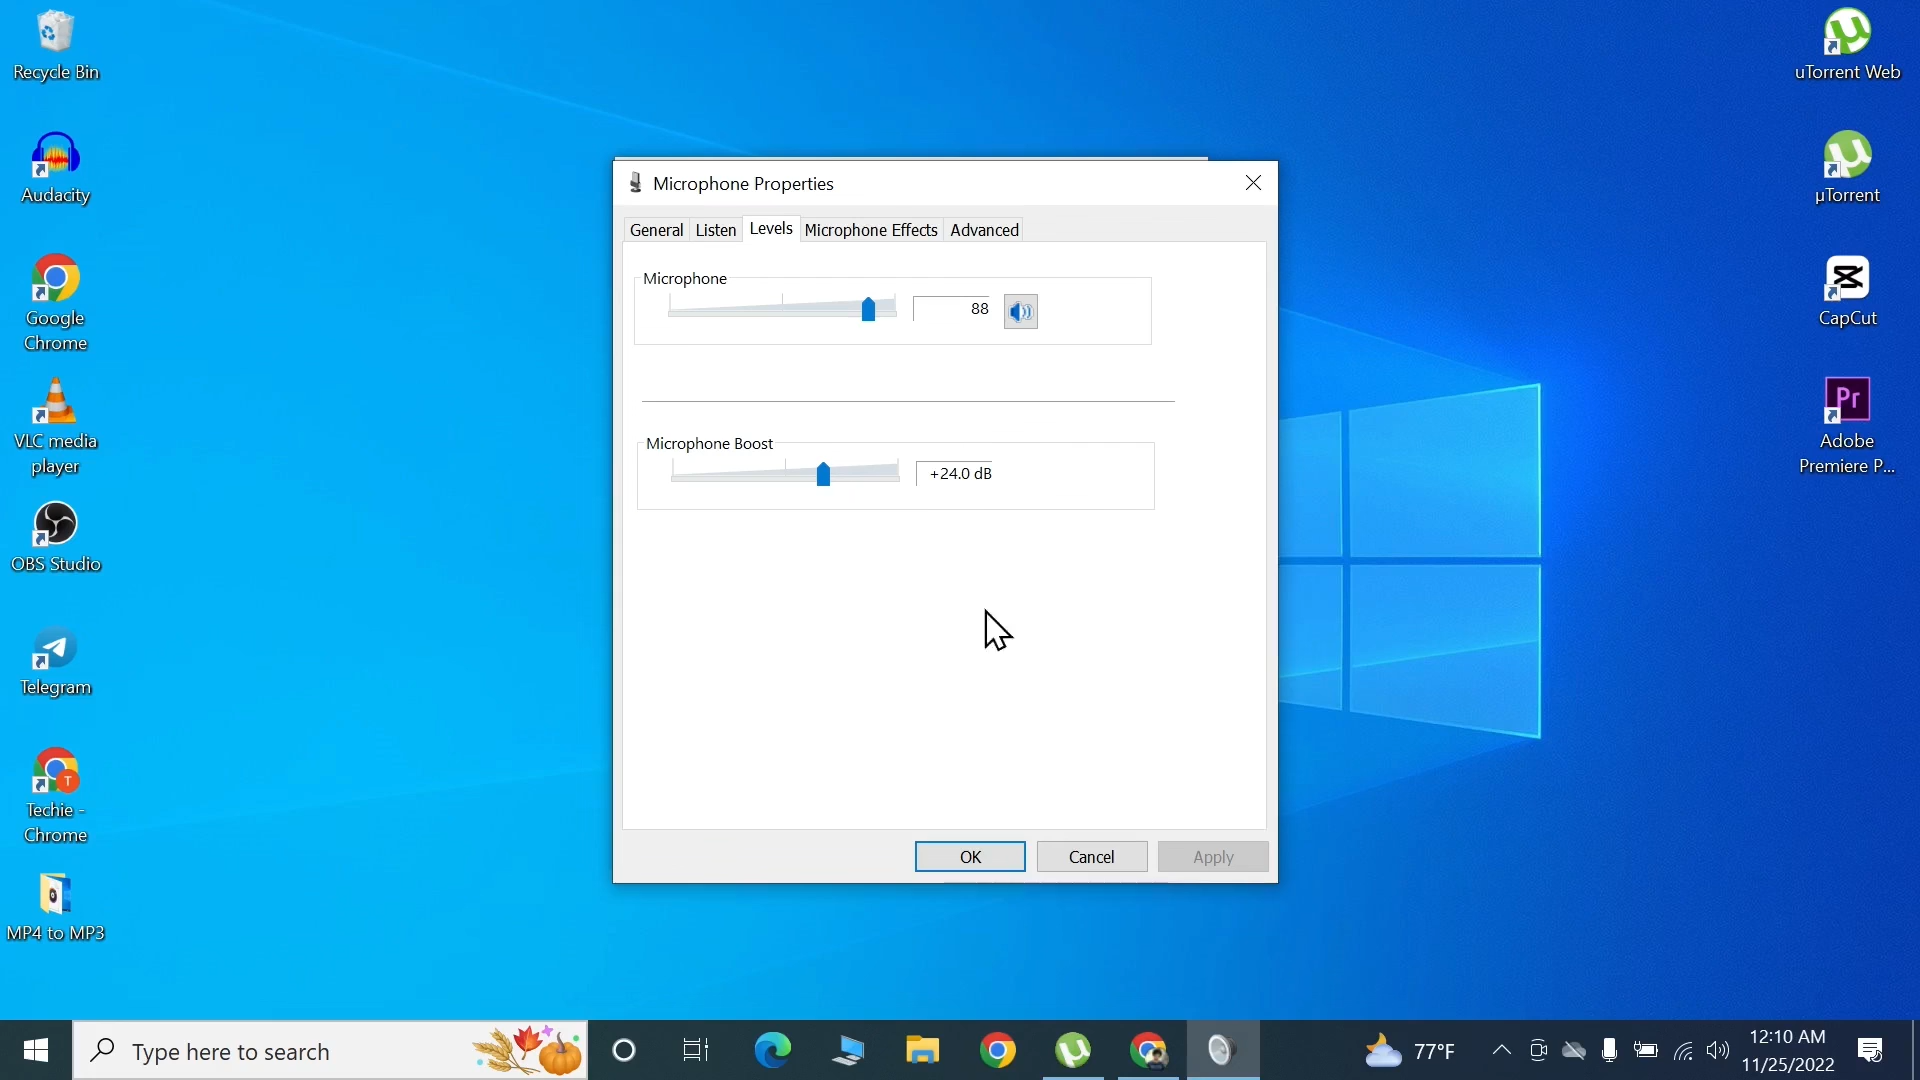 Recycle Bin
Audacity
Google
Chrome
VLC media
player
OBS Studio
Telegram
T
Techie -
Chrome
MP4 to MP3
Microphone Properties
General
Listen
Levels
Microphone Effects
Advanced
Microphone
88
Microphone Boost
+24.0 dB
OK
Cancel
Apply
uTorrent Web
µTorrent
CapCut
Pr
Adobe
Premiere P...
Type here to search
77°F
12:10 AM
11/25/2022